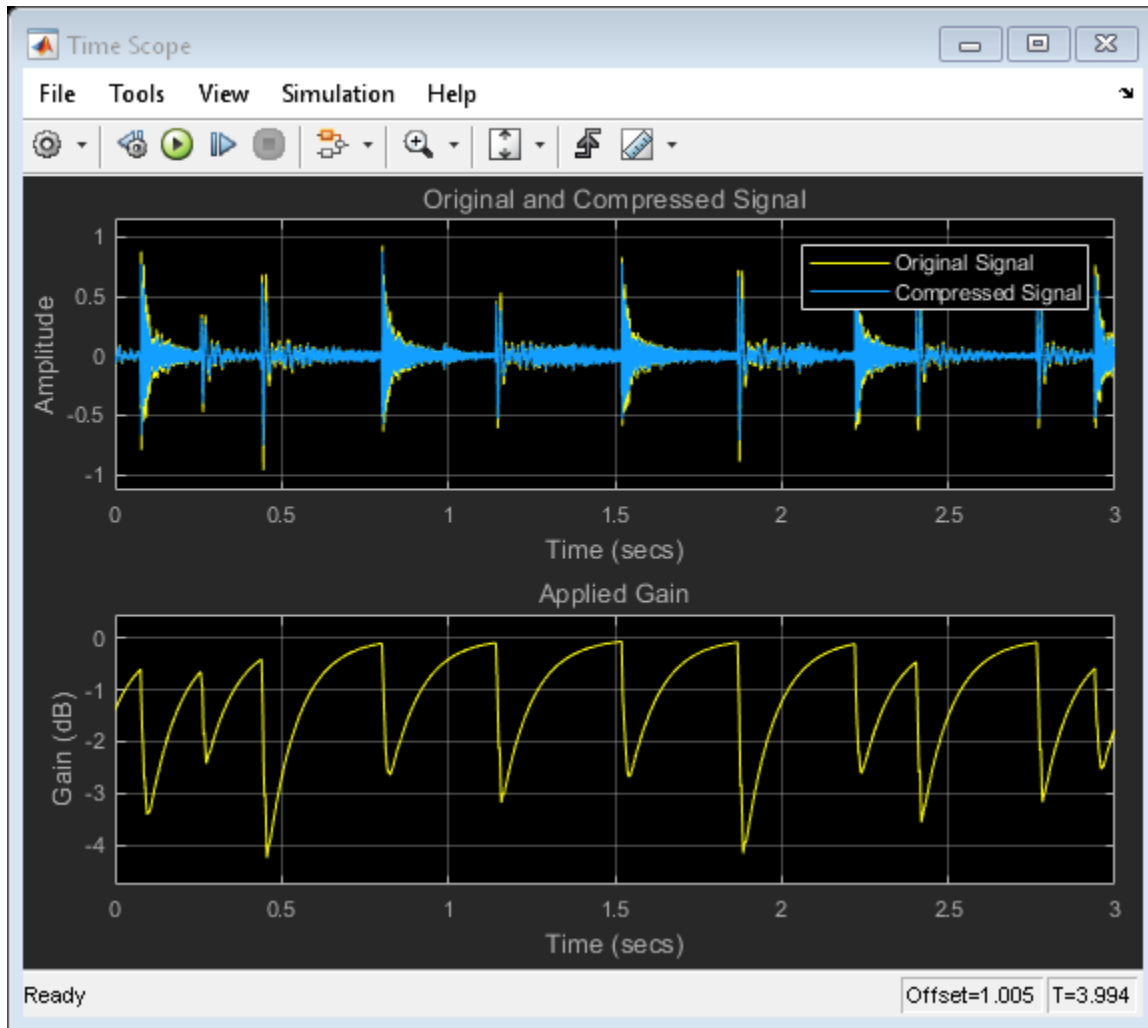 Time Scope
File Tools View Simulation Help
Original and Compressed Signal
Amplitude
1
0.5
0
-0.5
-1
Original Signal
Compressed Signal
0 0.5 1 1.5 2 2.5 3
Time (secs)
Applied Gain
Gain (dB)
0
-1
-2
-3
-4
0 0.5 1 1.5 2 2.5 3
Time (secs)
Ready Offset=1.005 T=3.994